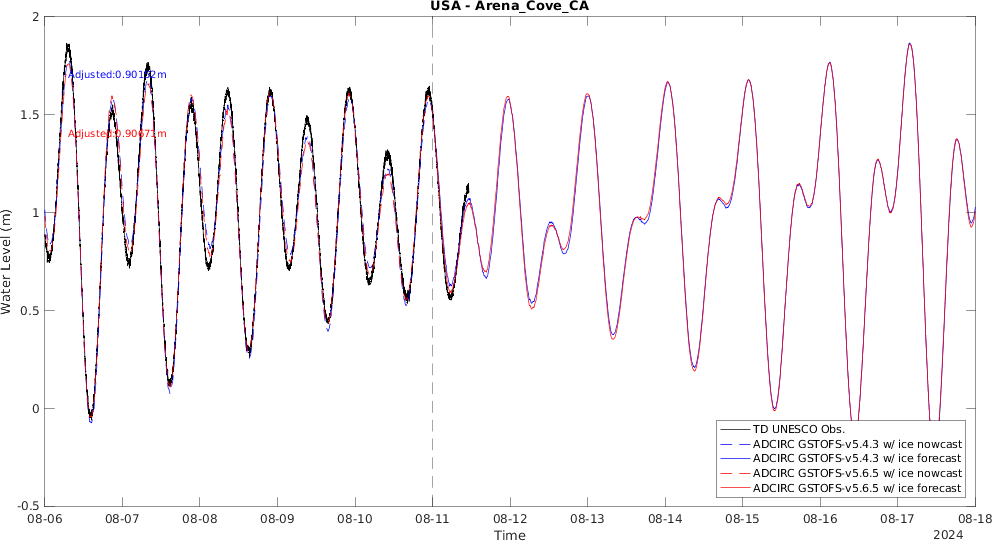 USA - Arena_Cove_CA
2
1.5
1
0.5
0
-0.5
Water Level (m)
Adjusted:0.90192m
Adjusted:0.90671m
TD UNESCO Obs.
ADCIRC GSTOFS-v5.4.3 w/ ice nowcast
ADCIRC GSTOFS-v5.4.3 w/ ice forecast
ADCIRC GSTOFS-v5.6.5 w/ ice nowcast
ADCIRC GSTOFS-v5.6.5 w/ ice forecast
08-06 08-07 08-08 08-09 08-10 08-11 08-12 08-13 08-14 08-15 08-16 08-17 08-18
Time
2024